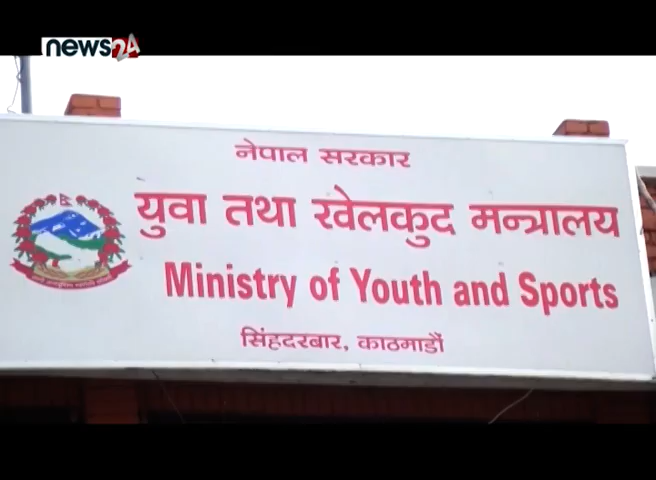 news24
नेपाल सरकार
युवा तथा खेलकुद मन्त्रालय
Ministry of Youth and Sports
सिंहदरबार, काठमाडौं